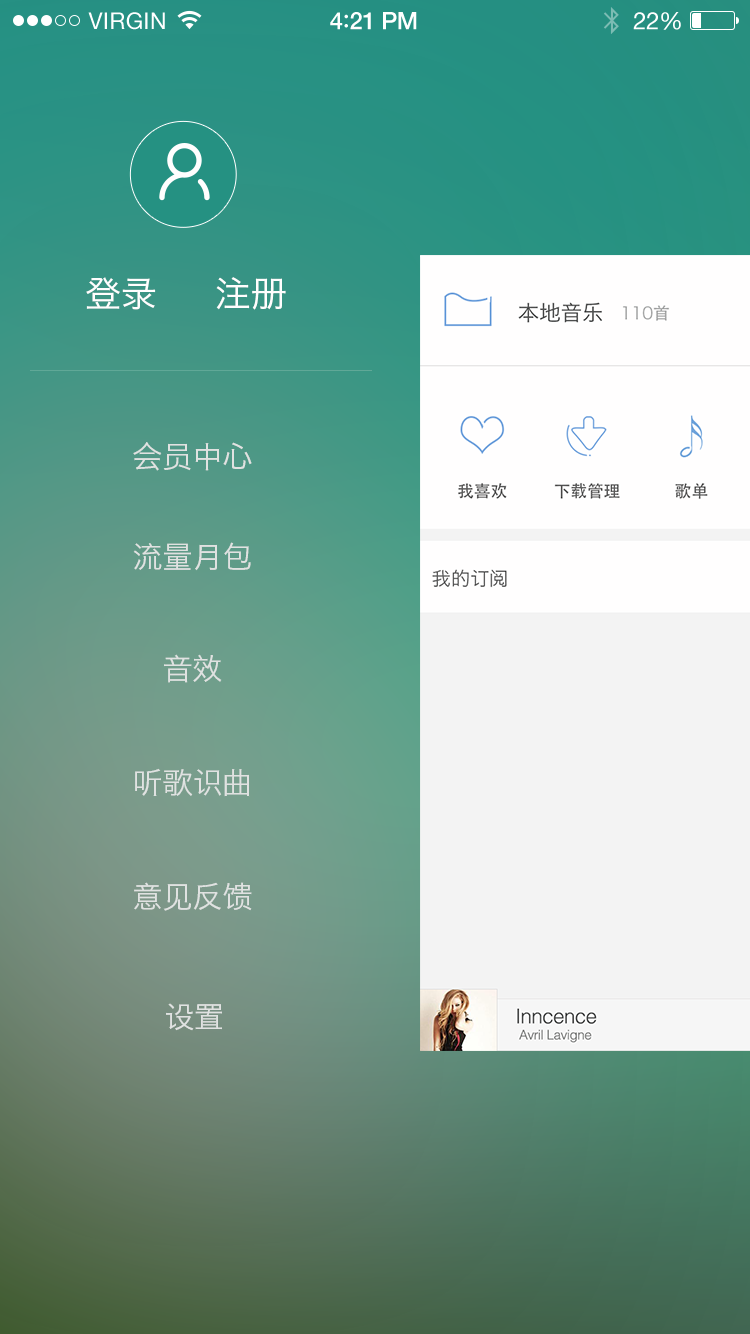 VIRGIN 4:21 PM 22%
登录 注册
会员中心
流量月包
音效
听歌识曲
意见反馈
设置
本地音乐 110首
我喜欢 下载管理 歌单
我的订阅
Inncence
Avril Lavigne